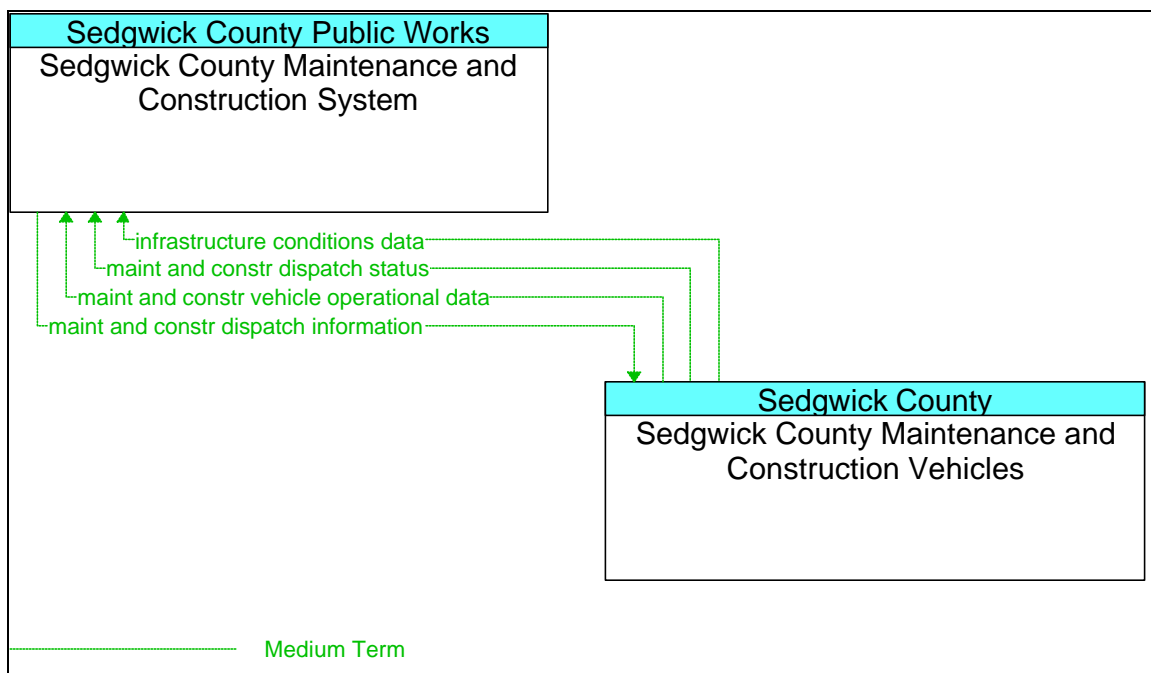 Sedgwick County Public Works
Sedgwick County Maintenance and
Construction System
infrastructure conditions data
maint and constr dispatch status
maint and constr vehicle operational data
maint and constr dispatch information
Sedgwick County
Sedgwick County Maintenance and
Construction Vehicles
Medium Term